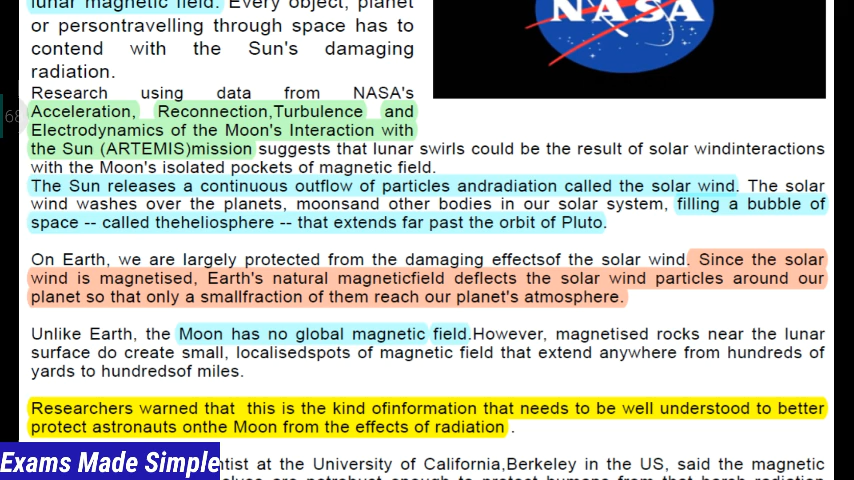 lunar magnetic field. Every object, planet
or persontravelling through space has to
contend with the Sun's damaging
radiation.
NASA
Research using data from NASA's
68
Acceleration, Reconnection,Turbulence and
Electrodynamics of the Moon's Interaction with
the Sun (ARTEMIS)mission suggests that lunar swirls could be the result of solar windinteractions
with the Moon's isolated pockets of magnetic field.
The Sun releases a continuous outflow of particles andradiation called the solar wind. The solar
wind washes over the planets, moonsand other bodies in our solar system, filling a bubble of
space -- called theheliosphere -- that extends far past the orbit of Pluto.
On Earth, we are largely protected from the damaging effectsof the solar wind. Since the solar
wind is magnetised, Earth's natural magneticfield deflects the solar wind particles around our
planet so that only a smallfraction of them reach our planet's atmosphere.
Unlike Earth, the Moon has no global magnetic field.However, magnetised rocks near the lunar
surface do create small, localisedspots of magnetic field that extend anywhere from hundreds of
yards to hundredsof miles.
Researchers warned that this is the kind ofinformation that needs to be well understood to better
protect astronauts onthe Moon from the effects of radiation .
Exams Made Simple
ntist at the University of California,Berkeley in the US, said the magnetic